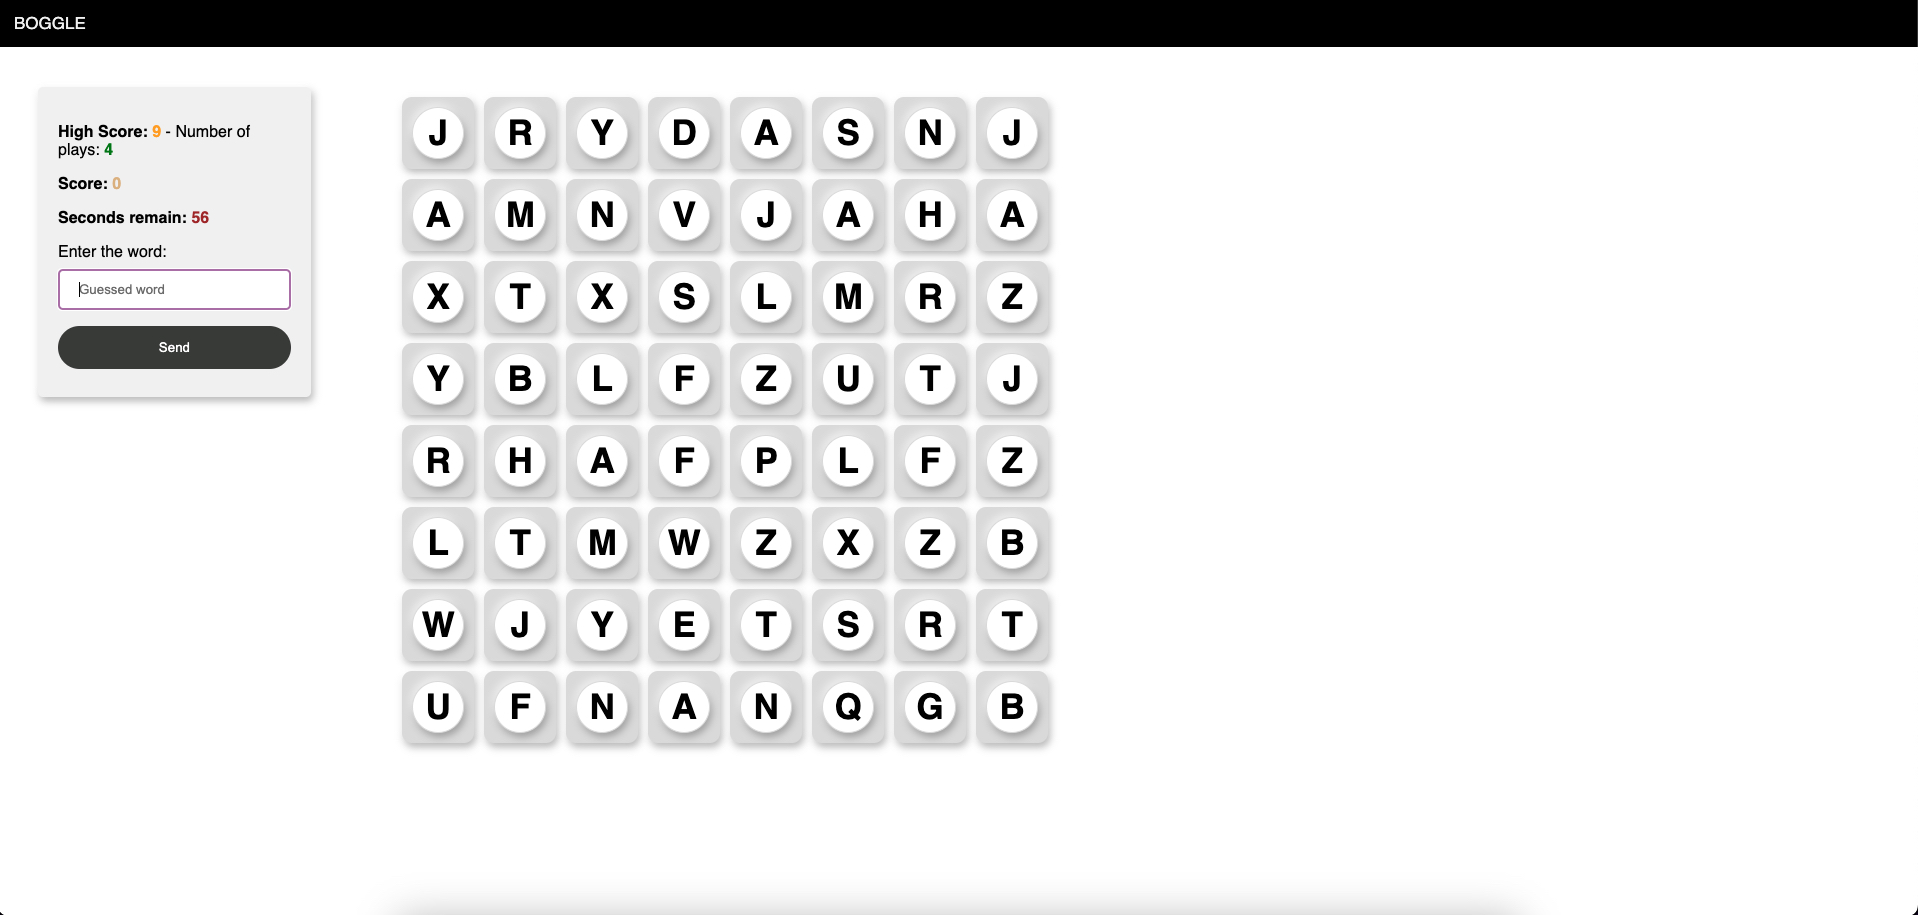 BOGGLE
High Score: 9 - Number of
plays: 4
Score: 0
Seconds remain: 56
Enter the word:
Guessed word
Send
J R Y D A S N J
A M N V J A H A
X T X S L M R Z
Y B L F Z U T J
R H A F P L F Z
L T M W Z X Z B
W J Y E T S R T
U F N A N Q G B